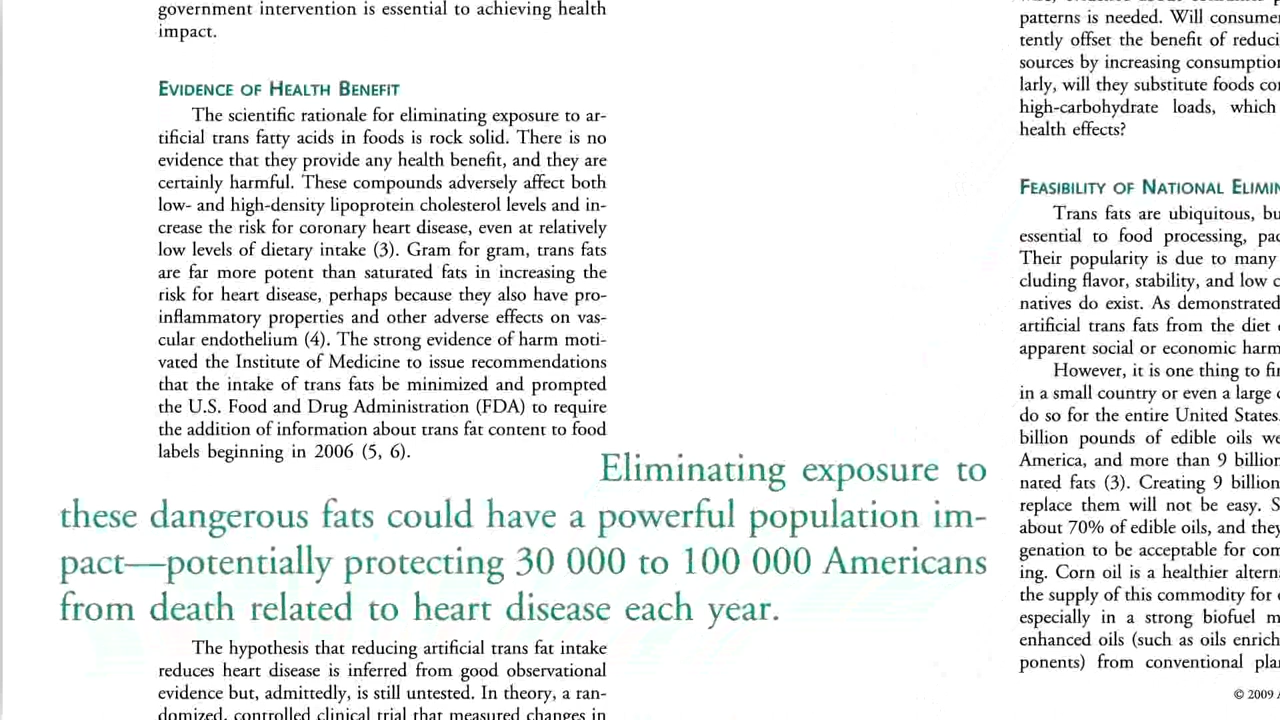 government intervention is essential to achieving health
impact.
EVIDENCE OF HEALTH BENEFIT
The scientific rationale for eliminating exposure to ar-
tificial trans fatty acids in foods is rock solid. There is no
evidence that they provide any health benefit, and they are
certainly harmful. These compounds adversely affect both
low- and high-density lipoprotein cholesterol levels and in-
crease the risk for coronary heart disease, even at relatively
low levels of dietary intake (3). Gram for gram, trans fats
are far more potent than saturated fats in increasing the
risk for heart disease, perhaps because they also have pro-
inflammatory properties and other adverse effects on vas-
cular endothelium (4). The strong evidence of harm moti-
vated the Institute of Medicine to issue recommendations
that the intake of trans fats be minimized and prompted
the U.S. Food and Drug Administration (FDA) to require
the addition of information about trans fat content to food
labels beginning in 2006 (5, 6).
Eliminating exposure to
these dangerous fats could have a powerful population im-
pact—potentially protecting 30 000 to 100 000 Americans
from death related to heart disease each year.
The hypothesis that reducing artificial trans fat intake
reduces heart disease is inferred from good observational
evidence but, admittedly, is still untested. In theory, a ran-
domized, controlled clinical trial that measured changes in
patterns is needed. Will
tently offset the benefit of
sources by increasing
larly, will they substitute foods
high-carbohydrate loads, which
health effects?
FEASIBILITY OF NATIONAL
Trans fats are ubiquitous,
essential to food processing,
Their popularity is due to many
cluding flavor, stability, and low
natives do exist. As demonstrated
artificial trans fats from the diet
apparent social or economic
However, it is one thing to
in a small country or even a large
do so for the entire United States.
billion pounds of edible oils
America, and more than 9 billion
nated fats (3). Creating 9 billion
replace them will not be easy.
about 70% of edible oils, and they
genation to be acceptable for
ing. Corn oil is a healthier
the supply of this commodity for
especially in a strong biofuel
enhanced oils (such as oils
ponents) from conventional
© 2009